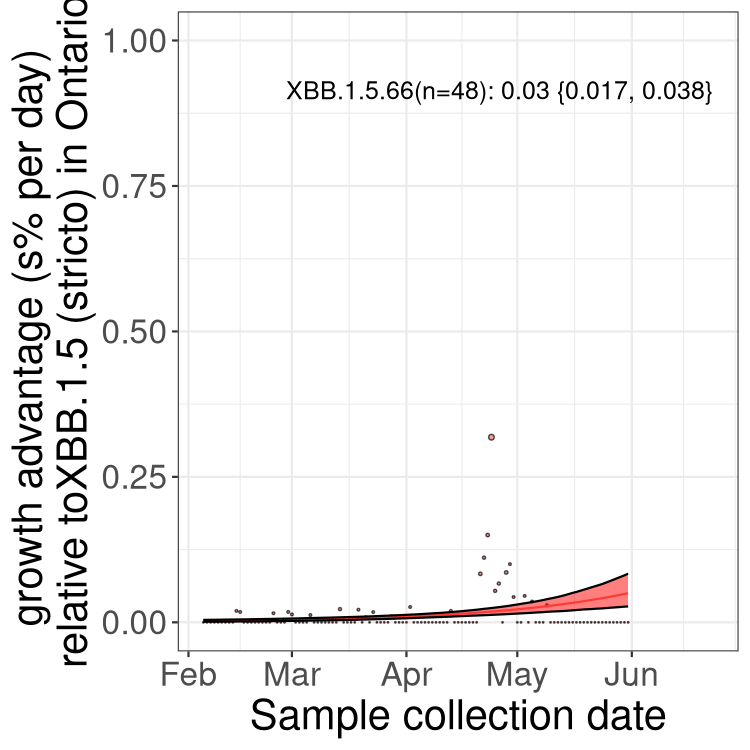 growth advantage (s% per day)
relative toXBB.1.5 (stricto) in Ontario
1.00
0.75
0.50
0.25
0.00
XBB.1.5.66(n=48): 0.03 {0.017, 0.038}
Feb Mar Apr May Jun
Sample collection date